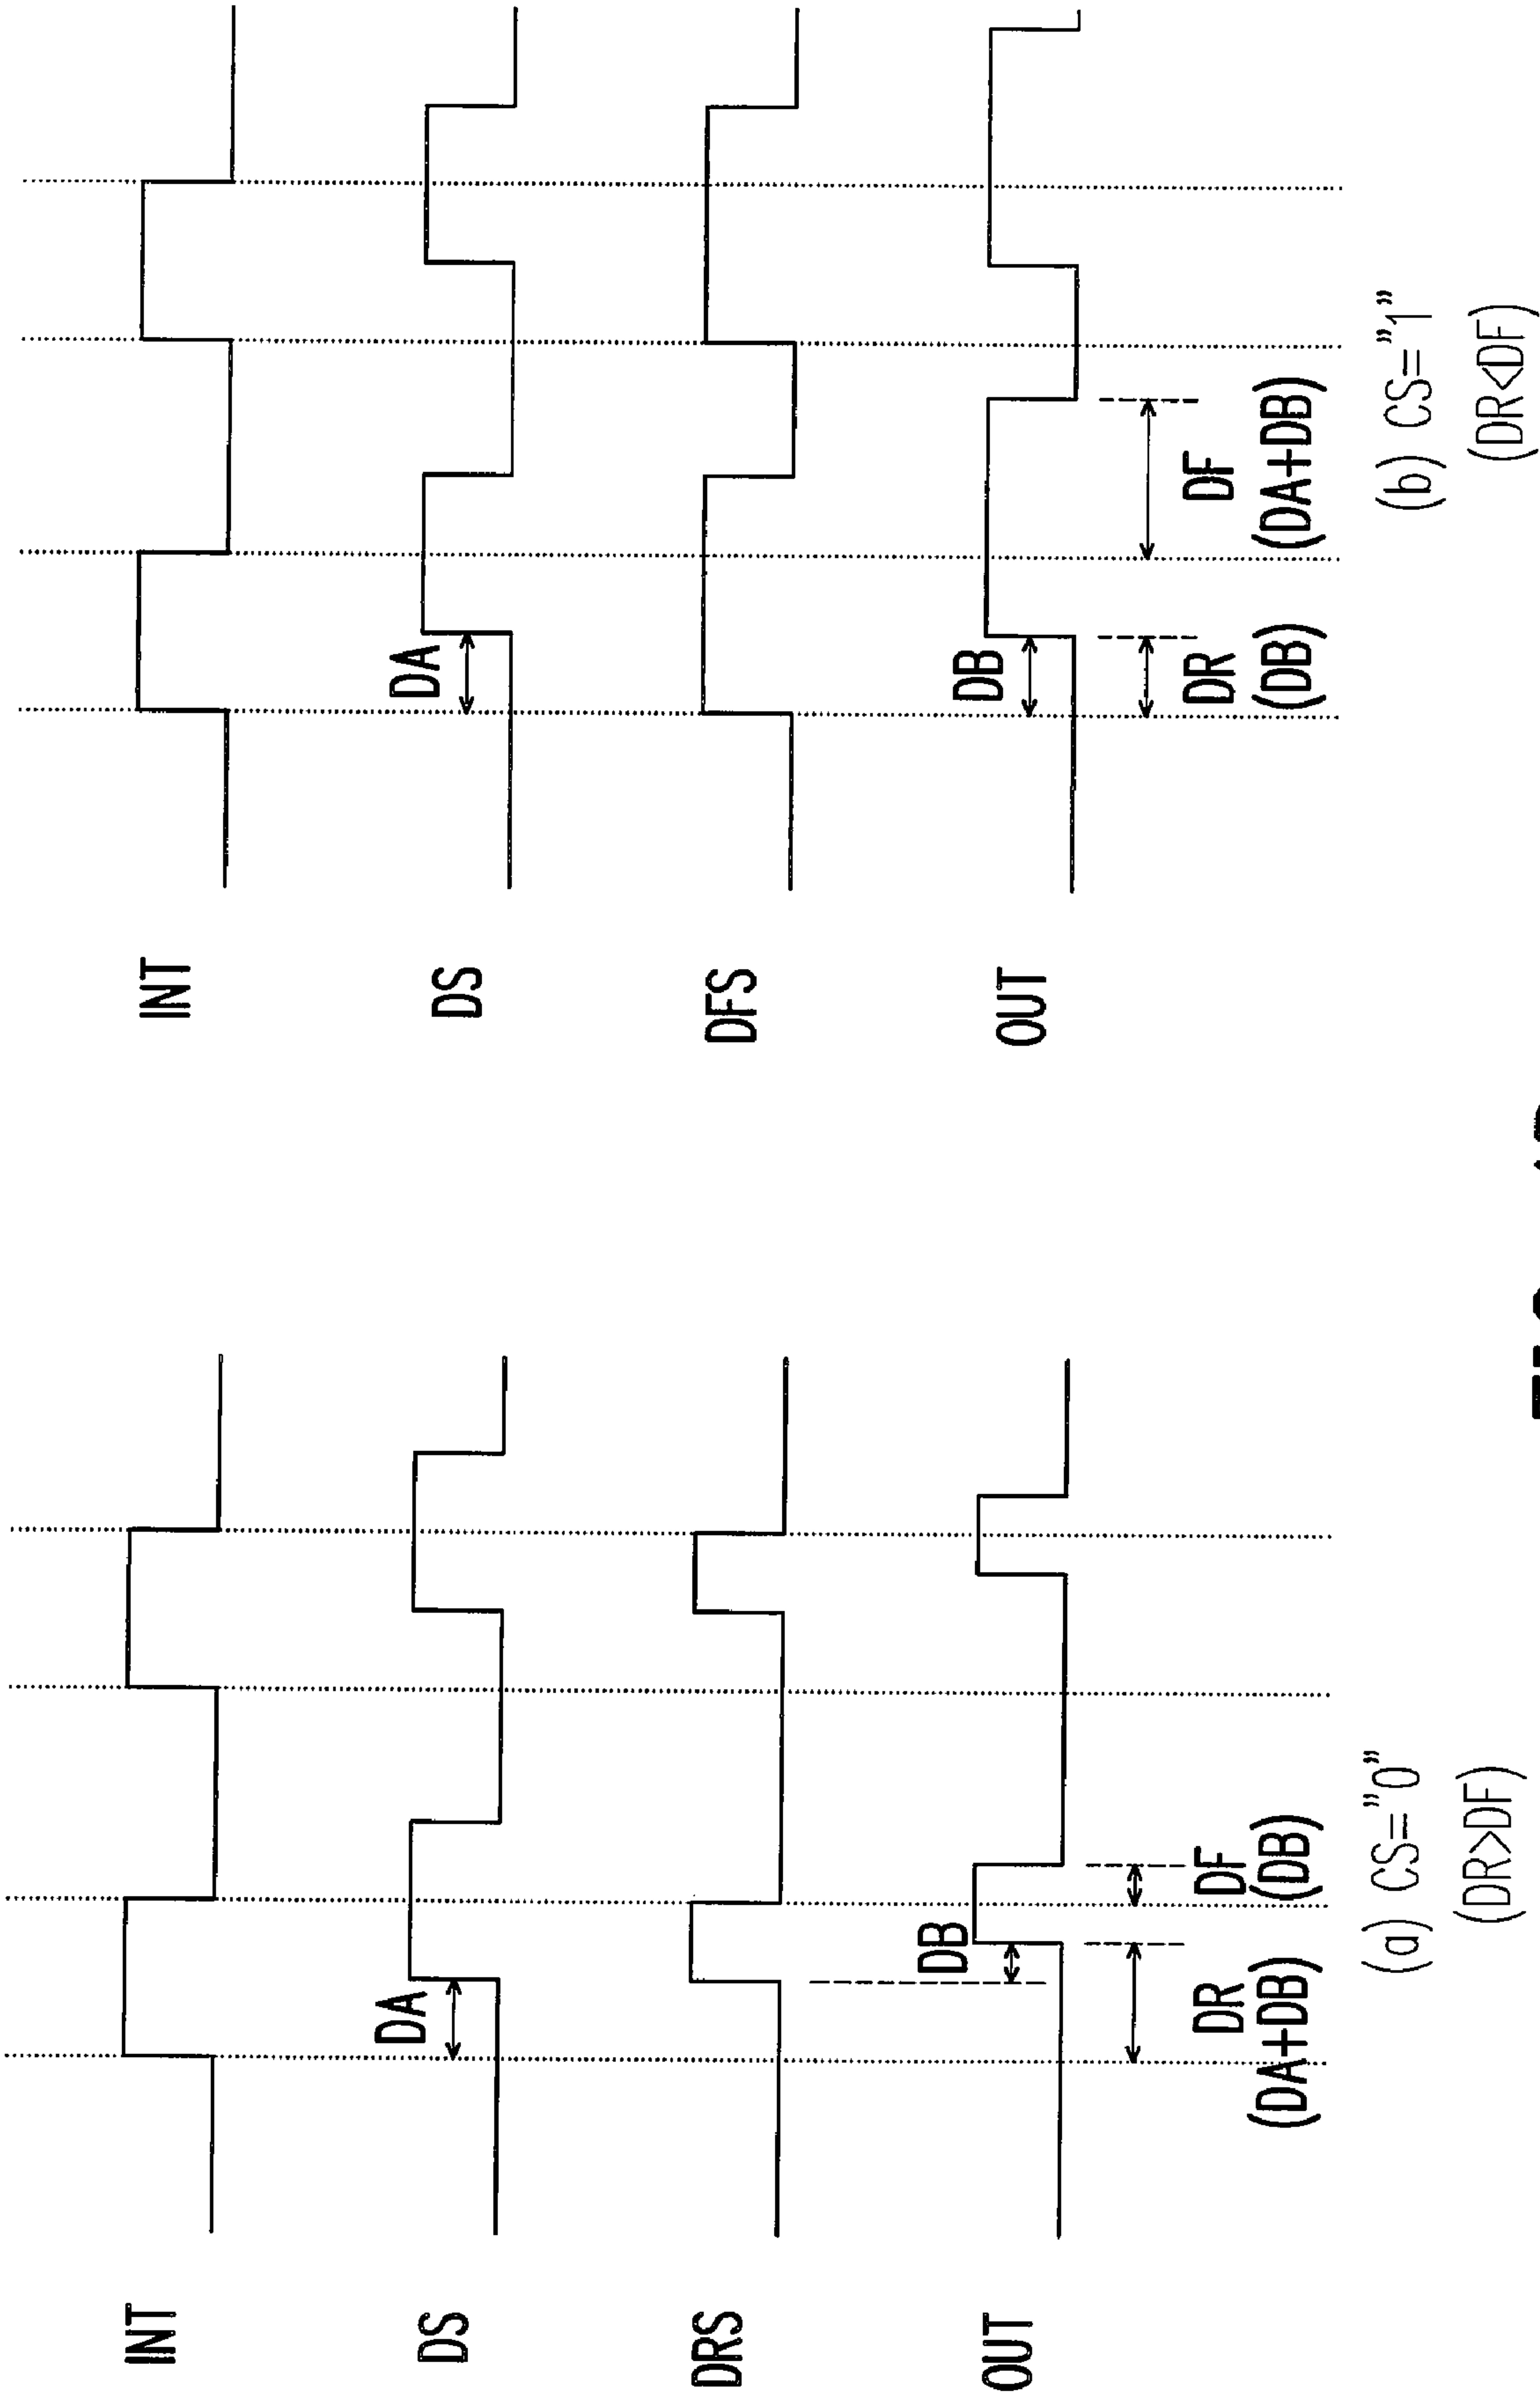 INT
DS
DA
DRS
OUT
DB
DR
(DA+DB)
DF
(DB)
(a) CS="0"
(DR>DF)
INT
DS
DA
DFS
OUT
DB
DR
(DB)
DF
(DA+DB)
(b) CS="1"
(DR<DF)